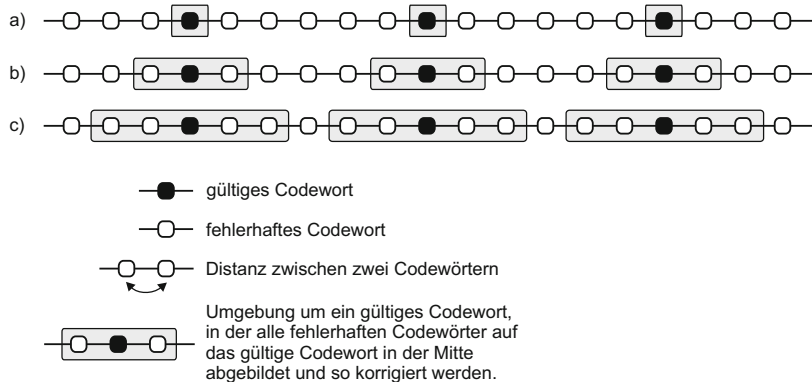 a)
b)
c)
gültiges Codewort
fehlerhaftes Codewort
Distanz zwischen zwei Codewörtern
Umgebung um ein gültiges Codewort,
in der alle fehlerhaften Codewörter auf
das gültige Codewort in der Mitte
abgebildet und so korrigiert werden.